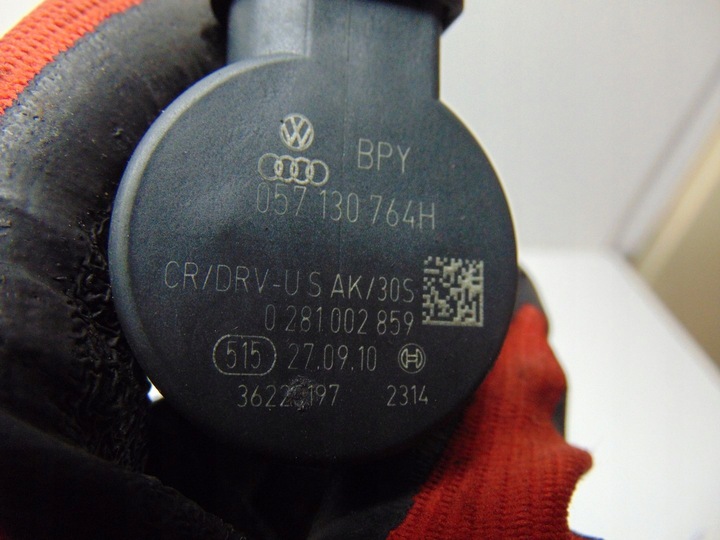 BPY
057 130 764H
CR/DRV-U S AK/30S
0 281 002 859
515 27.09.10
2314